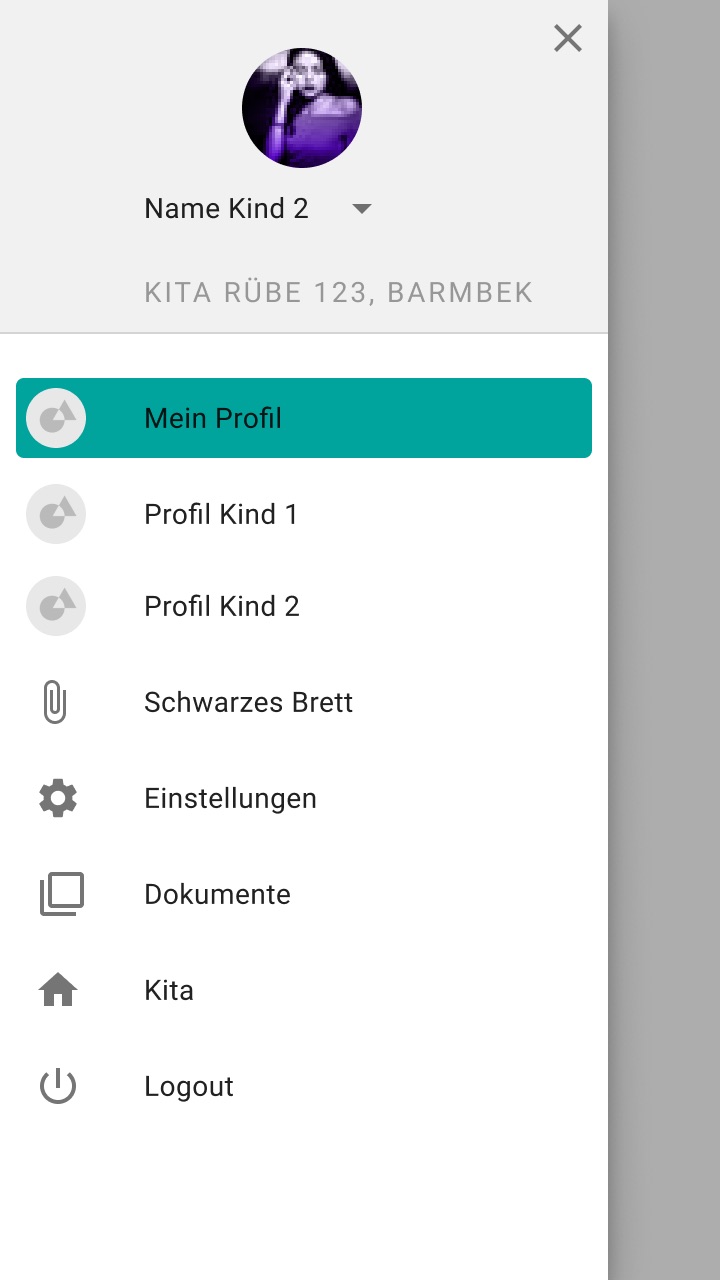 Name Kind 2
KITA RÜBE 123, BARMBEK
Mein Profil
Profil Kind 1
Profil Kind 2
Schwarzes Brett
Einstellungen
Dokumente
Kita
Logout